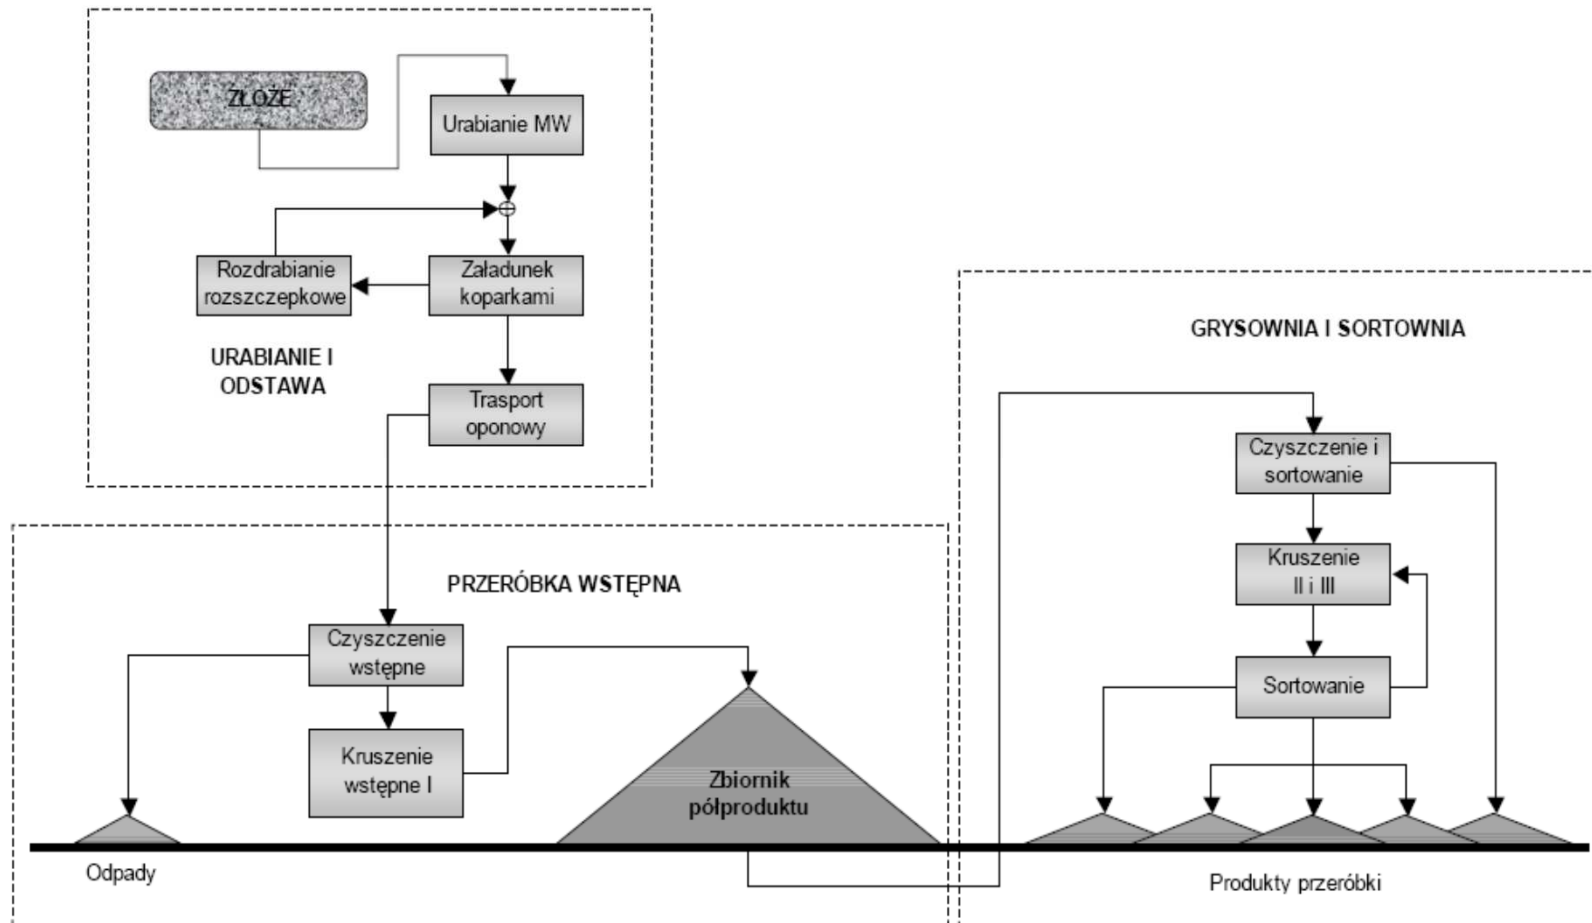 ZŁOŻE
Urabianie MW
Rozdrabianie
rozszczepkowe
Załadunek
koparkami
URABIANIE I
ODSTAWA
Trasport
oponowy
PRZERÓBKA WSTĘPNA
Czyszczenie
wstępne
Kruszenie
wstępne I
Zbiornik
półproduktu
Odpady
GRYSOWNIA I SORTOWNIA
Czyszczenie i
sortowanie
Kruszenie
II i III
Sortowanie
Produkty przeróbki